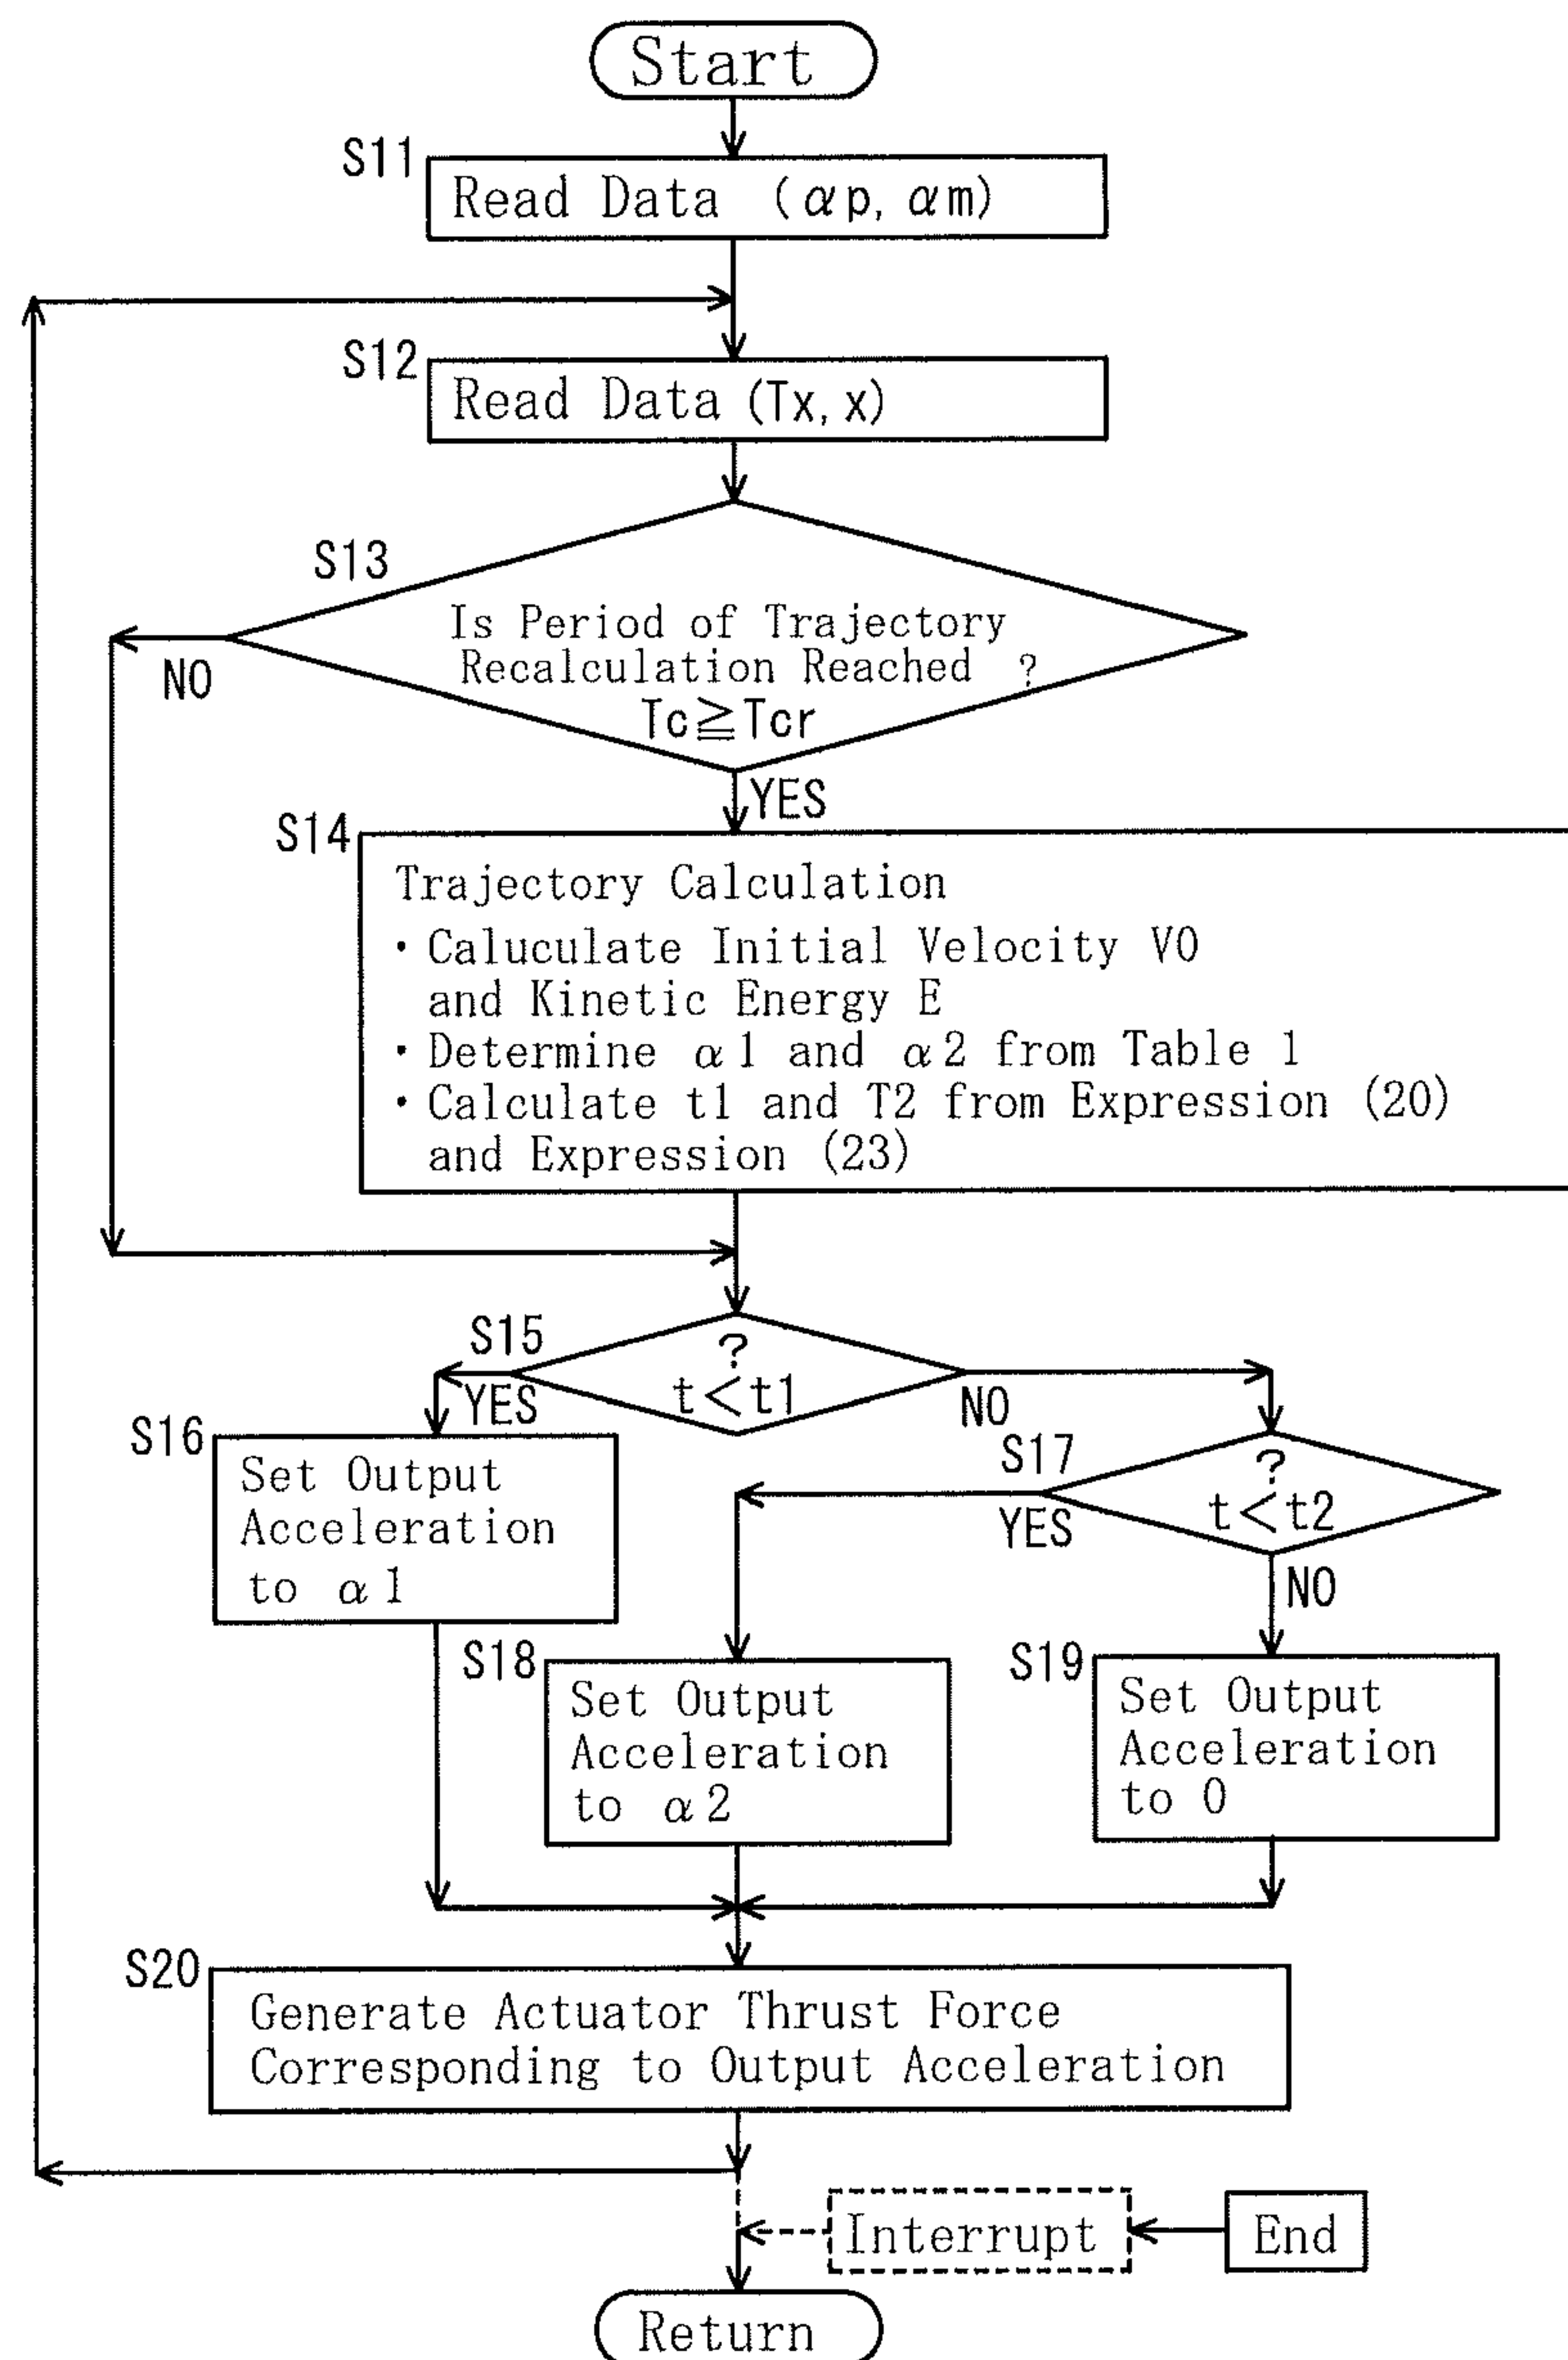 Start
S11
Read Data (αp, αm)
S12
Read Data (Tx, x)
S13
Is Period of Trajectory
Recalculation Reached ?
Tc≧Tcr
NO
YES
S14
Trajectory Calculation
・Caluculate Initial Velocity V0
and Kinetic Energy E
・Determine α1 and α2 from Table 1
・Calculate t1 and T2 from Expression (20)
and Expression (23)
S15
?
t<t1
YES
NO
S16
Set Output
Acceleration
to α1
S17
?
t<t2
YES
NO
S18
Set Output
Acceleration
to α2
S19
Set Output
Acceleration
to 0
S20
Generate Actuator Thrust Force
Corresponding to Output Acceleration
Interrupt
End
Return